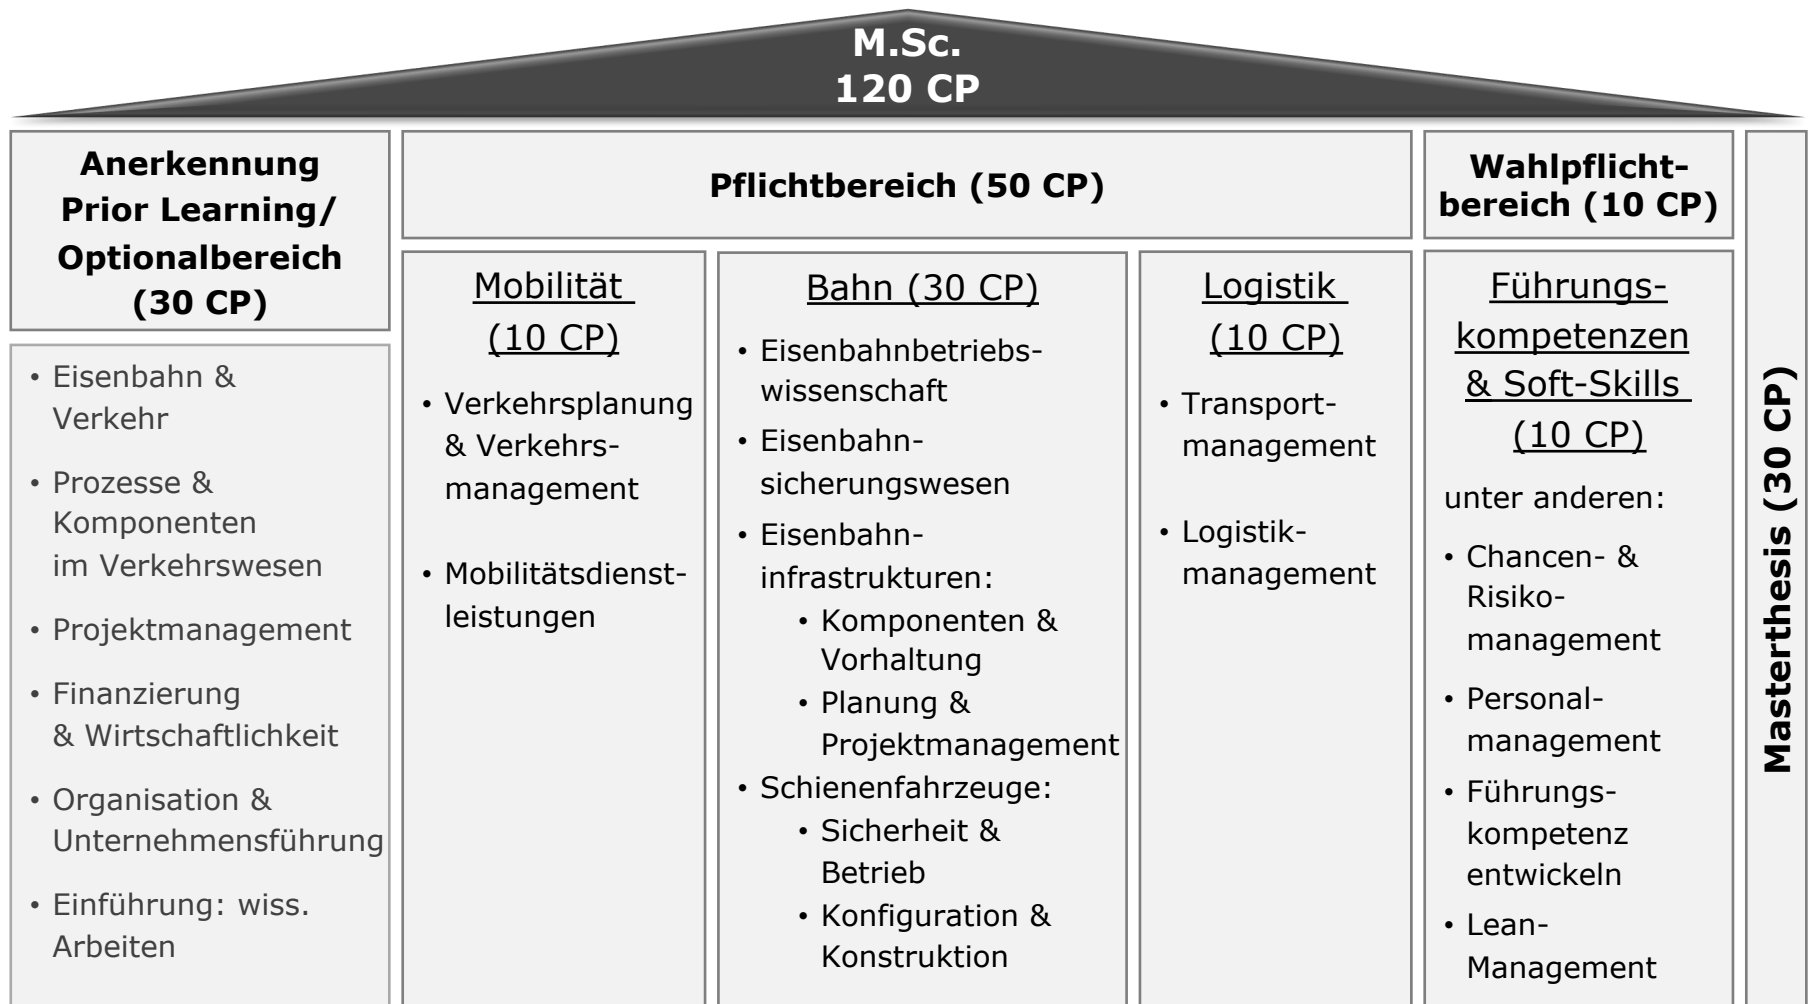 M.Sc.
120 CP
Anerkennung
Prior Learning/
Optionalbereich
(30 CP)
• Eisenbahn &
Verkehr
• Prozesse &
Komponenten
im Verkehrswesen
• Projektmanagement
• Finanzierung
& Wirtschaftlichkeit
• Organisation &
Unternehmensführung
• Einführung: wiss.
Arbeiten
Pflichtbereich (50 CP)
Mobilität
(10 CP)
• Verkehrsplanung
& Verkehrs-
management
• Mobilitätsdienst-
leistungen
Bahn (30 CP)
• Eisenbahnbetriebs-
wissenschaft
• Eisenbahn-
sicherungswesen
• Eisenbahn-
infrastrukturen:
• Komponenten &
Vorhaltung
• Planung &
Projektmanagement
• Schienenfahrzeuge:
• Sicherheit &
Betrieb
• Konfiguration &
Konstruktion
Logistik
(10 CP)
• Transport-
management
• Logistik-
management
Wahlpflicht-
bereich (10 CP)
Führungs-
kompetenzen
& Soft-Skills
(10 CP)
unter anderen:
• Chancen- &
Risiko-
management
• Personal-
management
• Führungs-
kompetenz
entwickeln
• Lean-
Management
Masterthesis (30 CP)